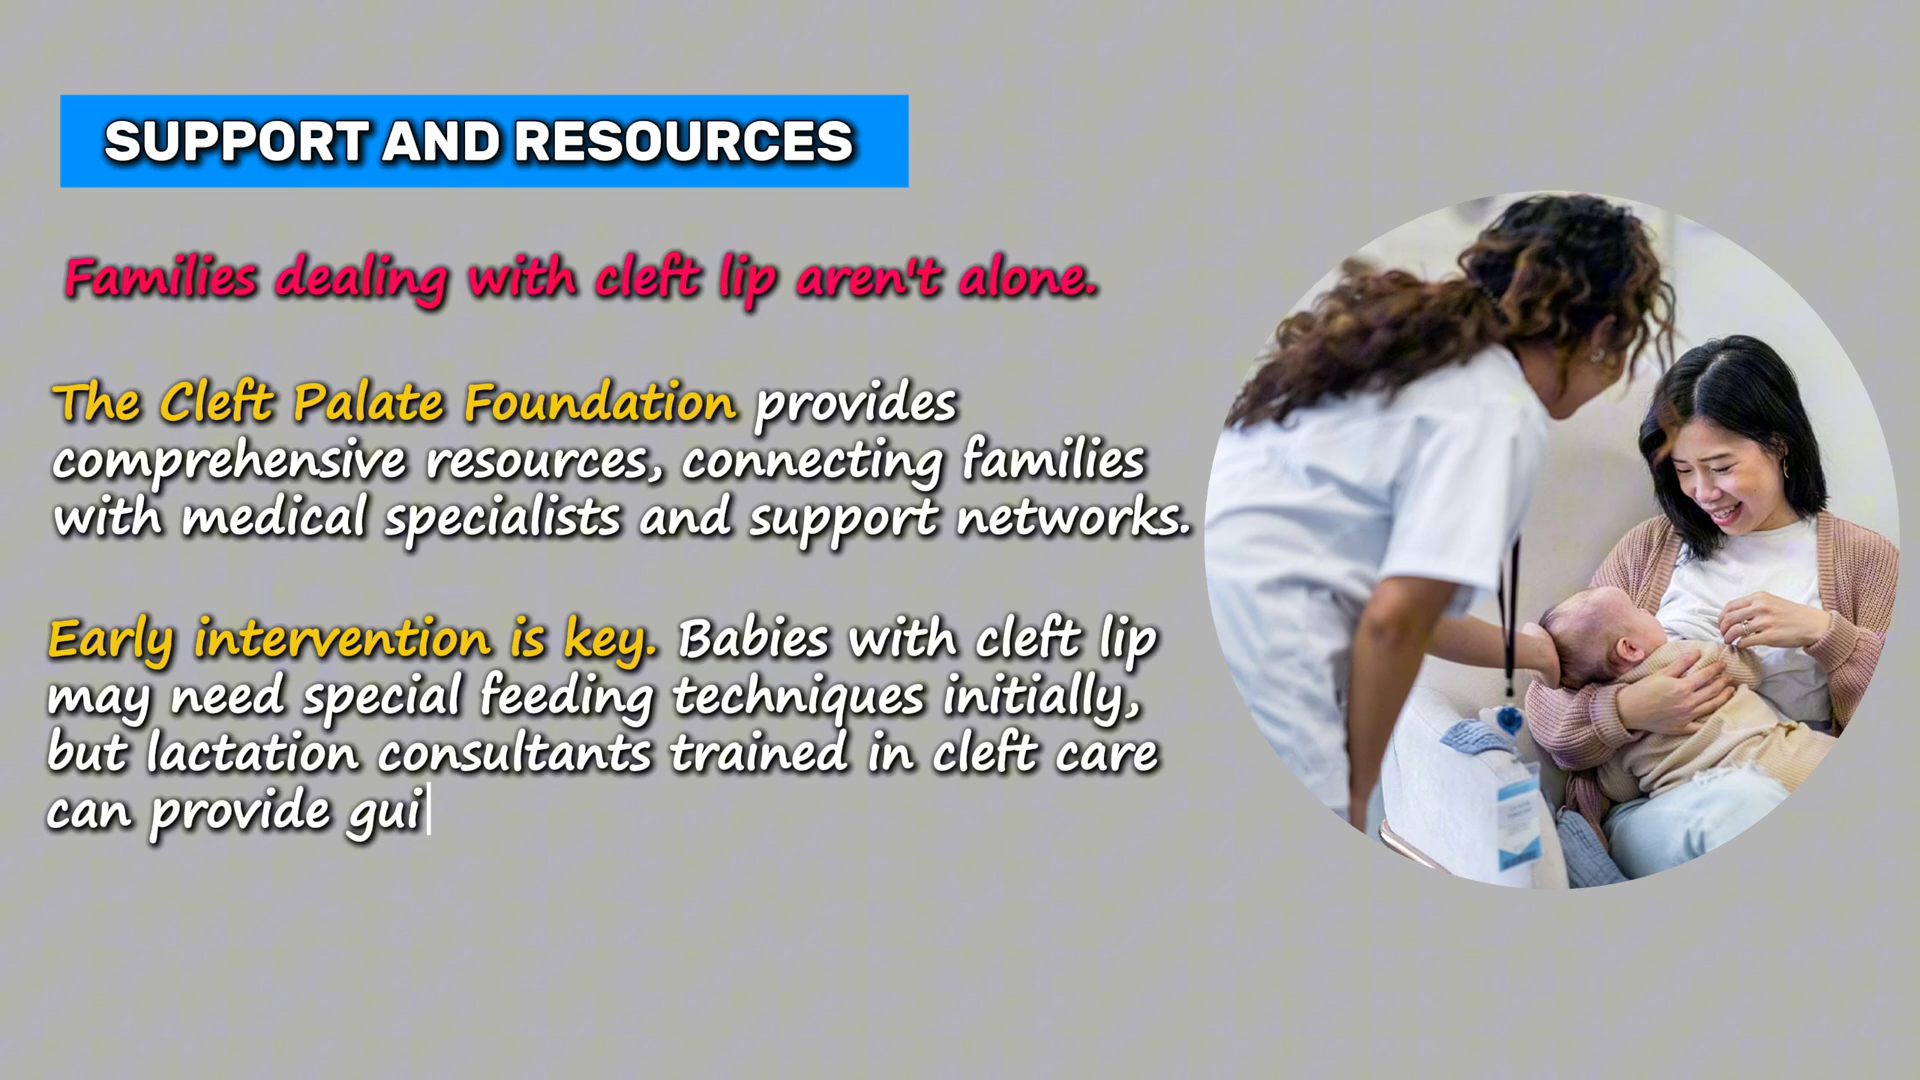 SUPPORT AND RESOURCES
Families dealing with cleft lip aren't alone.
The Cleft Palate Foundation provides
comprehensive resources, connecting families
with medical specialists and support networks.
Early intervention is key. Babies with cleft lip
may need special feeding techniques initially,
but lactation consultants trained in cleft care
can provide gui